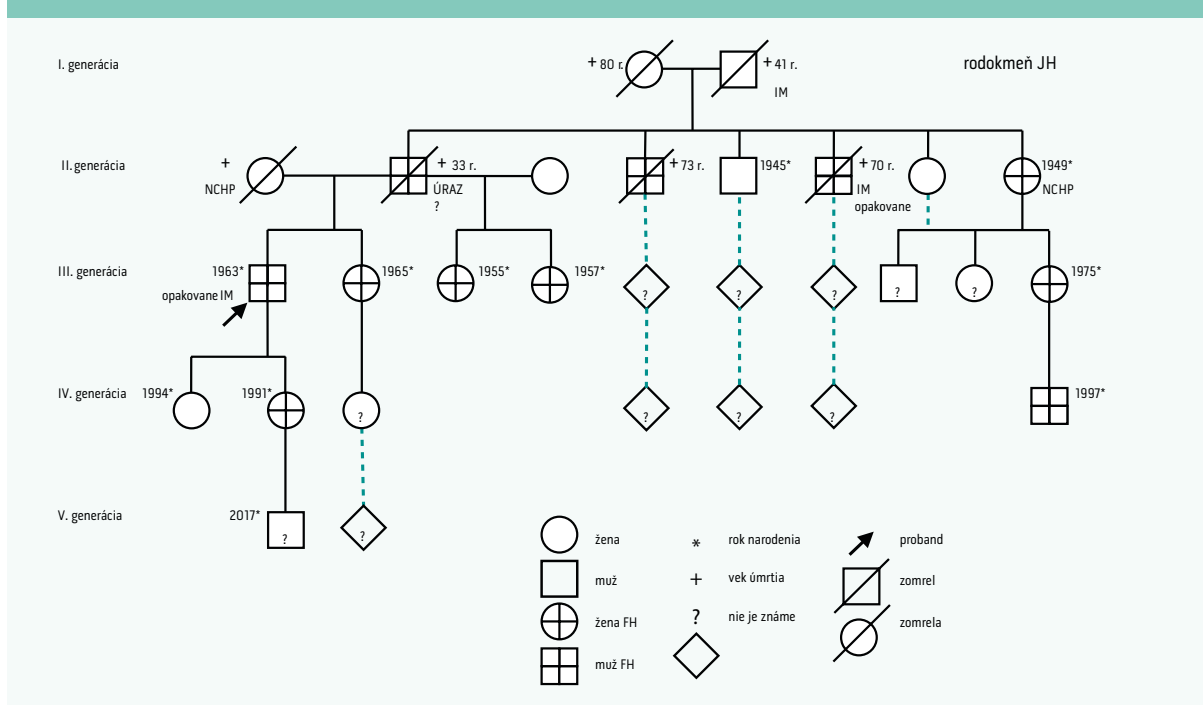 I. generácia
+ 80 r.
+ 41 r.
IM
rodokmeň JH
II. generácia
+
NCHP
+ 33 r.
ÚRAZ
?
+ 73 r.
1945*
+ 70 r.
IM
opakovane
1949*
NCHP
III. generácia
1963*
opakovane IM
1965*
1955*
1957*
?
?
?
?
?
1975*
IV. generácia
1994*
1991*
?
?
?
?
1997*
V. generácia
2017*
?
?
žena
* rok narodenia
proband
muž
+ vek úmrtia
zomrel
žena FH
? nie je známe
zomrela
muž FH